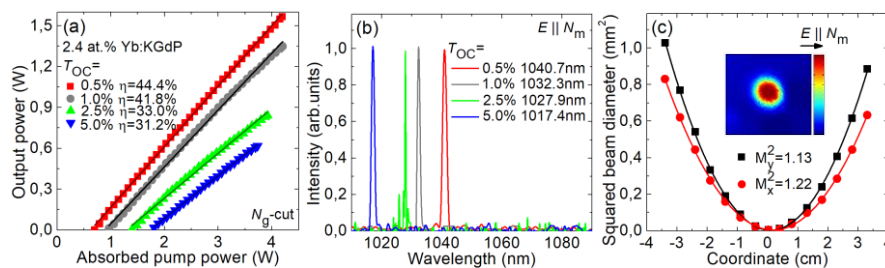 (a)
2.4 at.% Yb:KGdP
T_OC=
0.5% η=44.4%
1.0% η=41.8%
2.5% η=33.0%
5.0% η=31.2%
N_g-cut
Output power (W)
1,5
1,2
0,9
0,6
0,3
0,0
0 1 2 3 4
Absorbed pump power (W)
(b)
E || N_m
T_OC=
0.5% 1040.7nm
1.0% 1032.3nm
2.5% 1027.9nm
5.0% 1017.4nm
Intensity (arb.units)
1,0
0,8
0,6
0,4
0,2
0,0
1020 1040 1060 1080
Wavelength (nm)
(c)
E || N_m
M_y^2=1.13
M_x^2=1.22
Squared beam diameter (mm²)
1,0
0,8
0,6
0,4
0,2
0,0
-4 -3 -2 -1 0 1 2 3 4
Coordinate (cm)